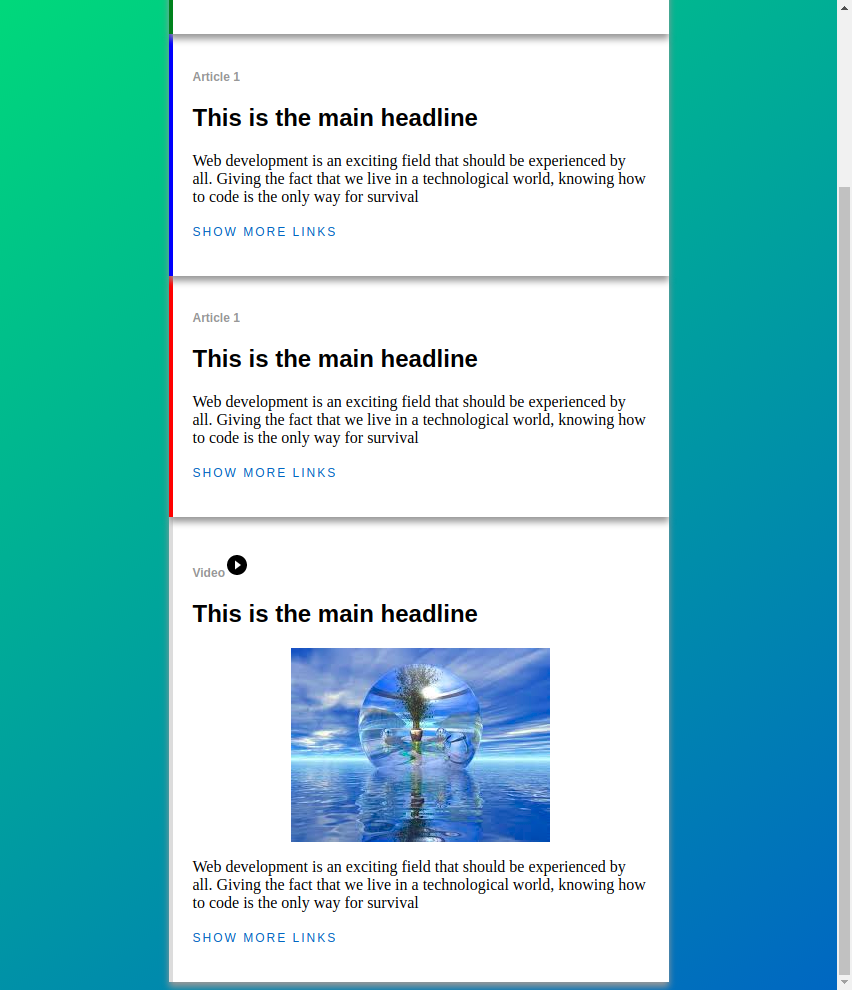 Article 1
This is the main headline
Web development is an exciting field that should be experienced by
all. Giving the fact that we live in a technological world, knowing how
to code is the only way for survival
SHOW MORE LINKS
Article 1
This is the main headline
Web development is an exciting field that should be experienced by
all. Giving the fact that we live in a technological world, knowing how
to code is the only way for survival
SHOW MORE LINKS
Video
This is the main headline
Web development is an exciting field that should be experienced by
all. Giving the fact that we live in a technological world, knowing how
to code is the only way for survival
SHOW MORE LINKS